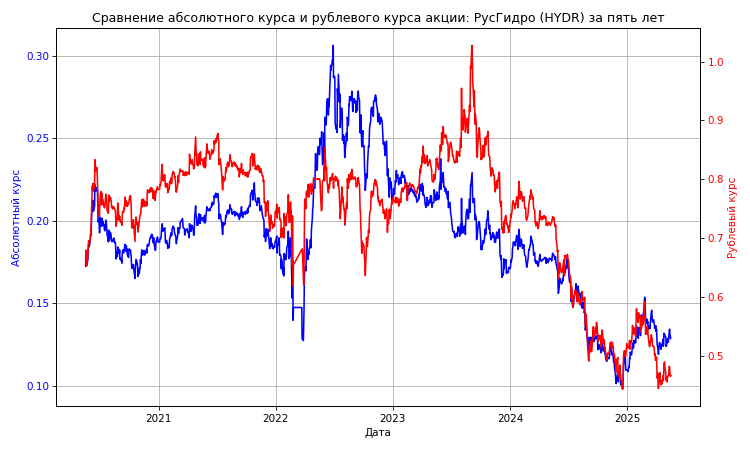 Сравнение абсолютного курса и рублевого курса акции: РусГидро (HYDR) за пять лет
Абсолютный курс
0.30
0.25
0.20
0.15
0.10
1.0
0.9
0.8
0.7
0.6
0.5
Рублевый курс
2021 2022 2023 2024 2025
Дата